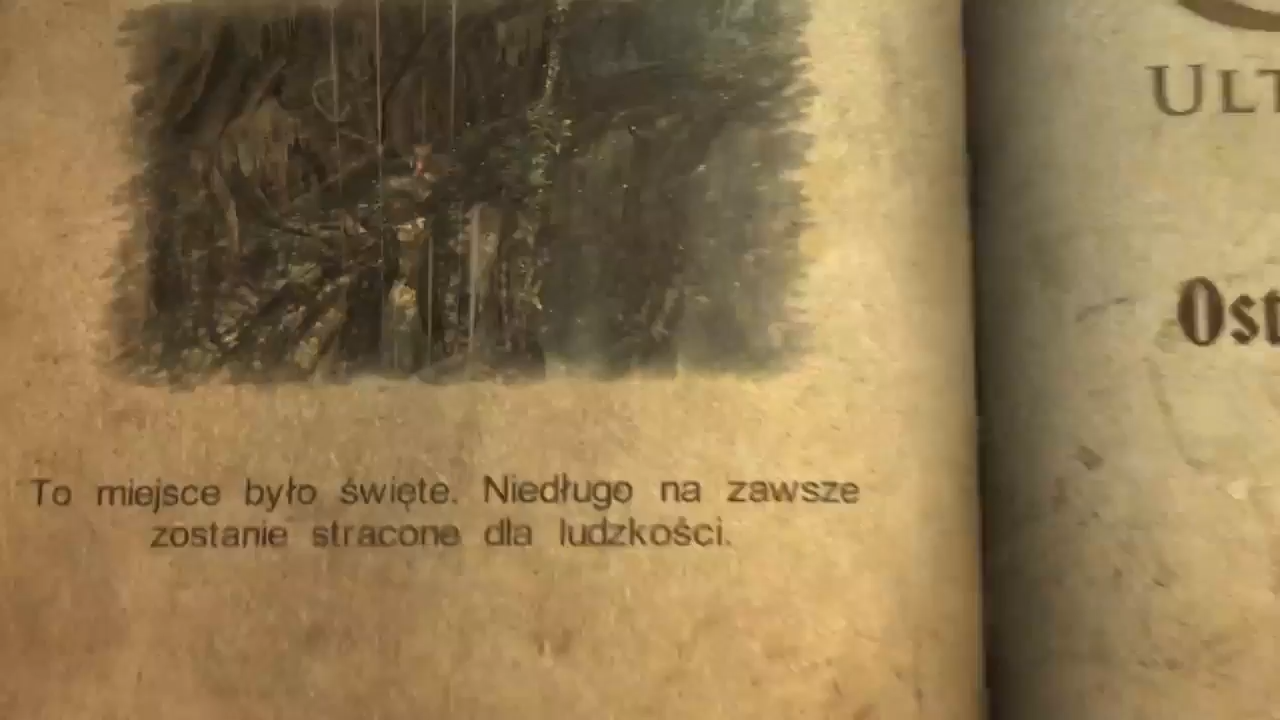 To miejsce było święte. Niedługo na zawsze
zostanie stracone dla ludzkości.
ULT
Ost